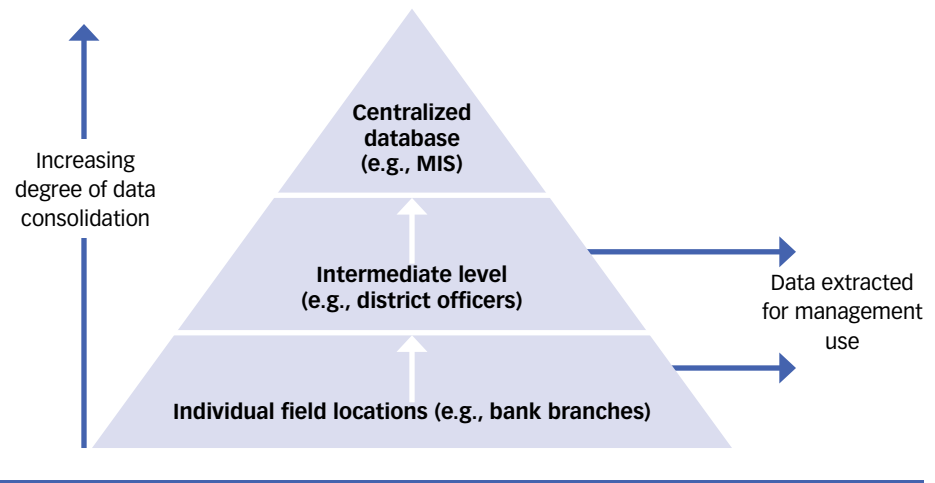 Centralized
database
(e.g., MIS)
Increasing
degree of data
consolidation
Intermediate level
(e.g., district officers)
Data extracted
for management
use
Individual field locations (e.g., bank branches)